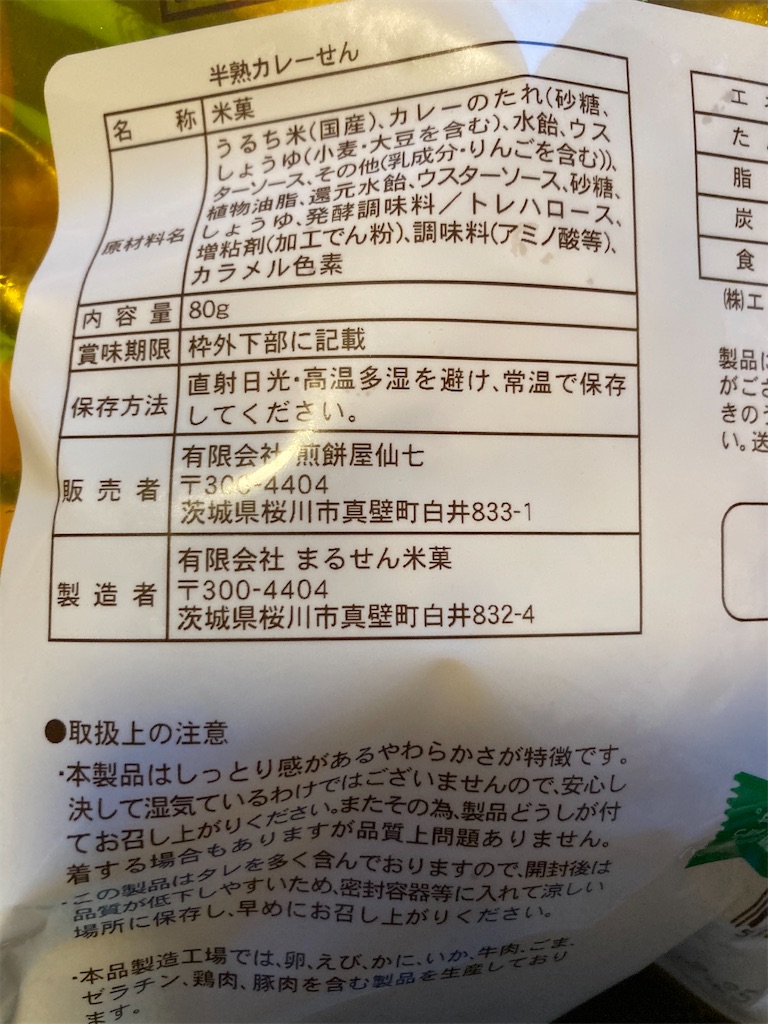 半熟カレーせん
名称 米菓
原材料名
うるち米(国産)、カレーのたれ(砂糖、
しょうゆ(小麦・大豆を含む)、水飴、ウス
ターソース、その他(乳成分・りんごを含む))、
植物油脂、還元水飴、ウスターソース、砂糖、
しょうゆ、発酵調味料/トレハロース、
増粘剤(加工でん粉)、調味料(アミノ酸等)、
カラメル色素
内容量 80g
賞味期限 枠外下部に記載
保存方法 直射日光・高温多湿を避け、常温で保存
してください。
販売者
有限会社 煎餅屋仙七
〒300-4404
茨城県桜川市真壁町白井833-1
製造者
有限会社 まるせん米菓
〒300-4404
茨城県桜川市真壁町白井832-4
●取扱上の注意
・本製品はしっとり感があるやわらかさが特徴です。
決して湿気ているわけではございませんので、安心し
てお召し上がりください。またその為、製品どうしが付
着する場合もありますが品質上問題ありません。
・この製品はタレを多く含んでおりますので、開封後は
品質が低下しやすいため、密封容器等に入れて涼しい
場所に保存し、早めにお召し上がりください。
・本品製造工場では、卵、えび、かに、いか、牛肉、ごま、
ゼラチン、鶏肉、豚肉を含む製品を生産しており
ます。
エネ
た
脂
炭
食
(株)エ
製品に
がござ
きのう
い。送